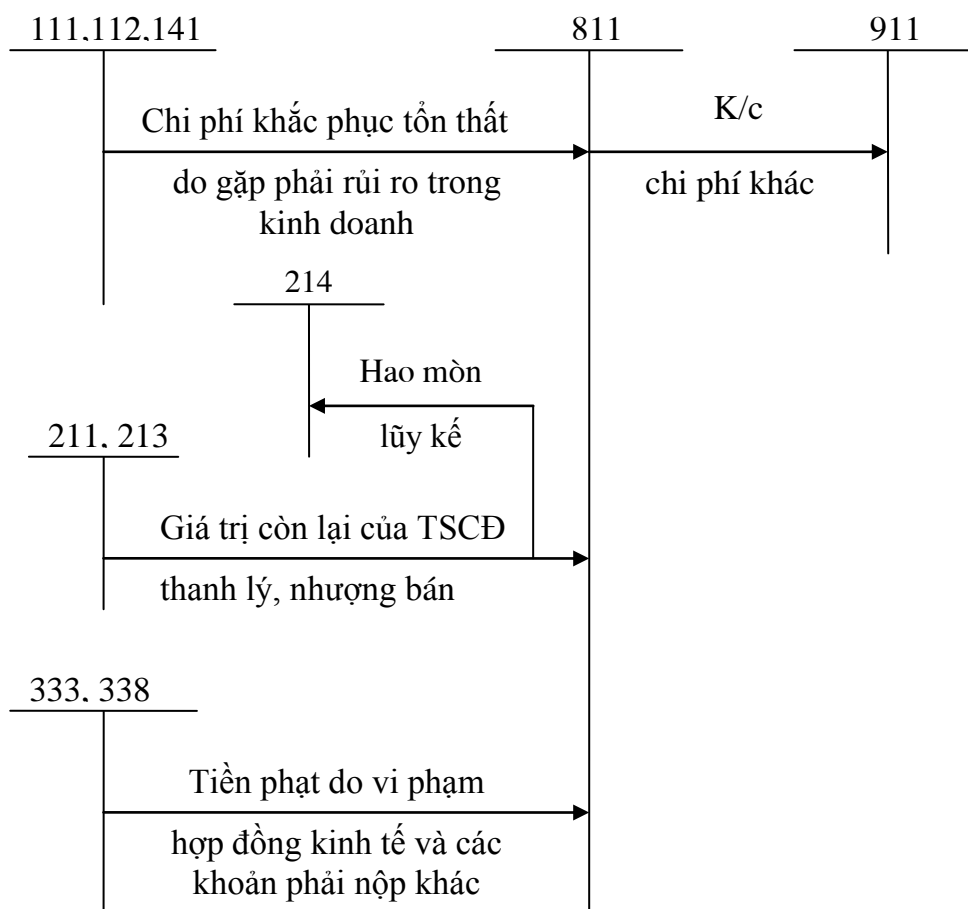 111,112,141
811
911
Chi phí khắc phục tổn thất
do gặp phải rủi ro trong
kinh doanh
K/c
chi phí khác
214
Hao mòn
lũy kế
211, 213
Giá trị còn lại của TSCĐ
thanh lý, nhượng bán
333, 338
Tiền phạt do vi phạm
hợp đồng kinh tế và các
khoản phải nộp khác